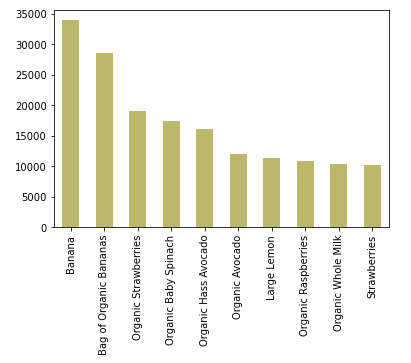 35000
30000
25000
20000
15000
10000
5000
0
Banana
Bag of Organic Bananas
Organic Strawberries
Organic Baby Spinach
Organic Hass Avocado
Organic Avocado
Large Lemon
Organic Raspberries
Organic Whole Milk
Strawberries